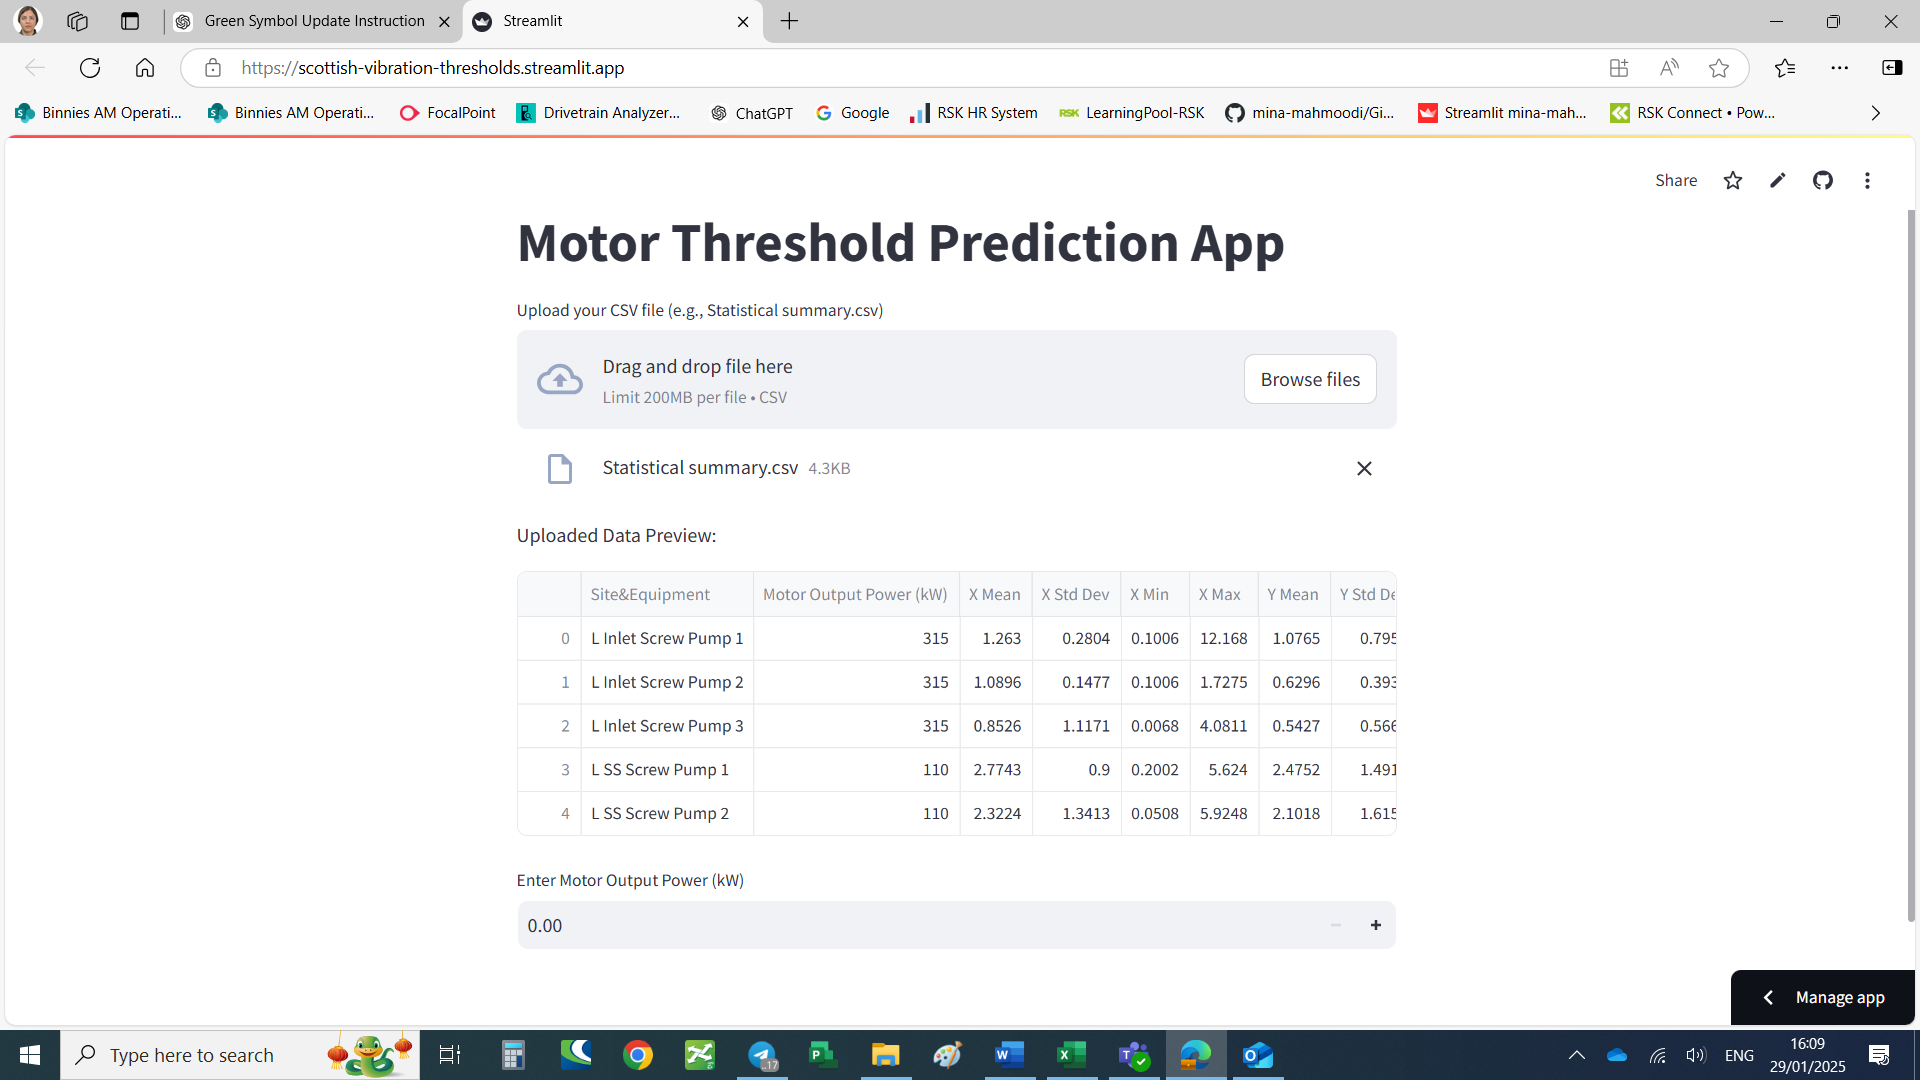 Green Symbol Update Instruction
Streamlit
https://scottish-vibration-thresholds.streamlit.app
Binnies AM Operati...
Binnies AM Operati...
FocalPoint
Drivetrain Analyzer...
ChatGPT
Google
RSK HR System
RSK LearningPool-RSK
mina-mahmoodi/Gi...
Streamlit mina-mah...
RSK Connect • Pow...
Share
Motor Threshold Prediction App
Upload your CSV file (e.g., Statistical summary.csv)
Drag and drop file here
Limit 200MB per file • CSV
Browse files
Statistical summary.csv 4.3KB
Uploaded Data Preview:
Site&Equipment Motor Output Power (kW) X Mean X Std Dev X Min X Max Y Mean Y Std De
0 L Inlet Screw Pump 1 315 1.263 0.2804 0.1006 12.168 1.0765 0.795
1 L Inlet Screw Pump 2 315 1.0896 0.1477 0.1006 1.7275 0.6296 0.393
2 L Inlet Screw Pump 3 315 0.8526 1.1171 0.0068 4.0811 0.5427 0.566
3 L SS Screw Pump 1 110 2.7743 0.9 0.2002 5.624 2.4752 1.491
4 L SS Screw Pump 2 110 2.3224 1.3413 0.0508 5.9248 2.1018 1.615
Enter Motor Output Power (kW)
0.00
Manage app
Type here to search
..17
ENG
16:09
29/01/2025